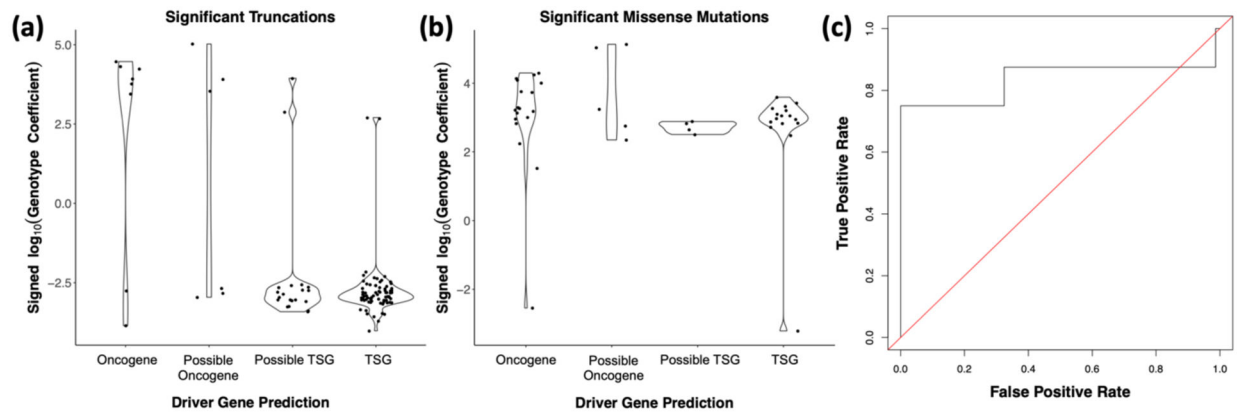 (a)
Significant Truncations
Signed log10(Genotype Coefficient)
5.0
2.5
0.0
−2.5
Oncogene
Possible
Oncogene
Possible TSG
TSG
Driver Gene Prediction
(b)
Significant Missense Mutations
Signed log10(Genotype Coefficient)
4
2
0
−2
Oncogene
Possible
Oncogene
Possible TSG
TSG
Driver Gene Prediction
(c)
True Positive Rate
1.0
0.8
0.6
0.4
0.2
0.0
0.0 0.2 0.4 0.6 0.8 1.0
False Positive Rate